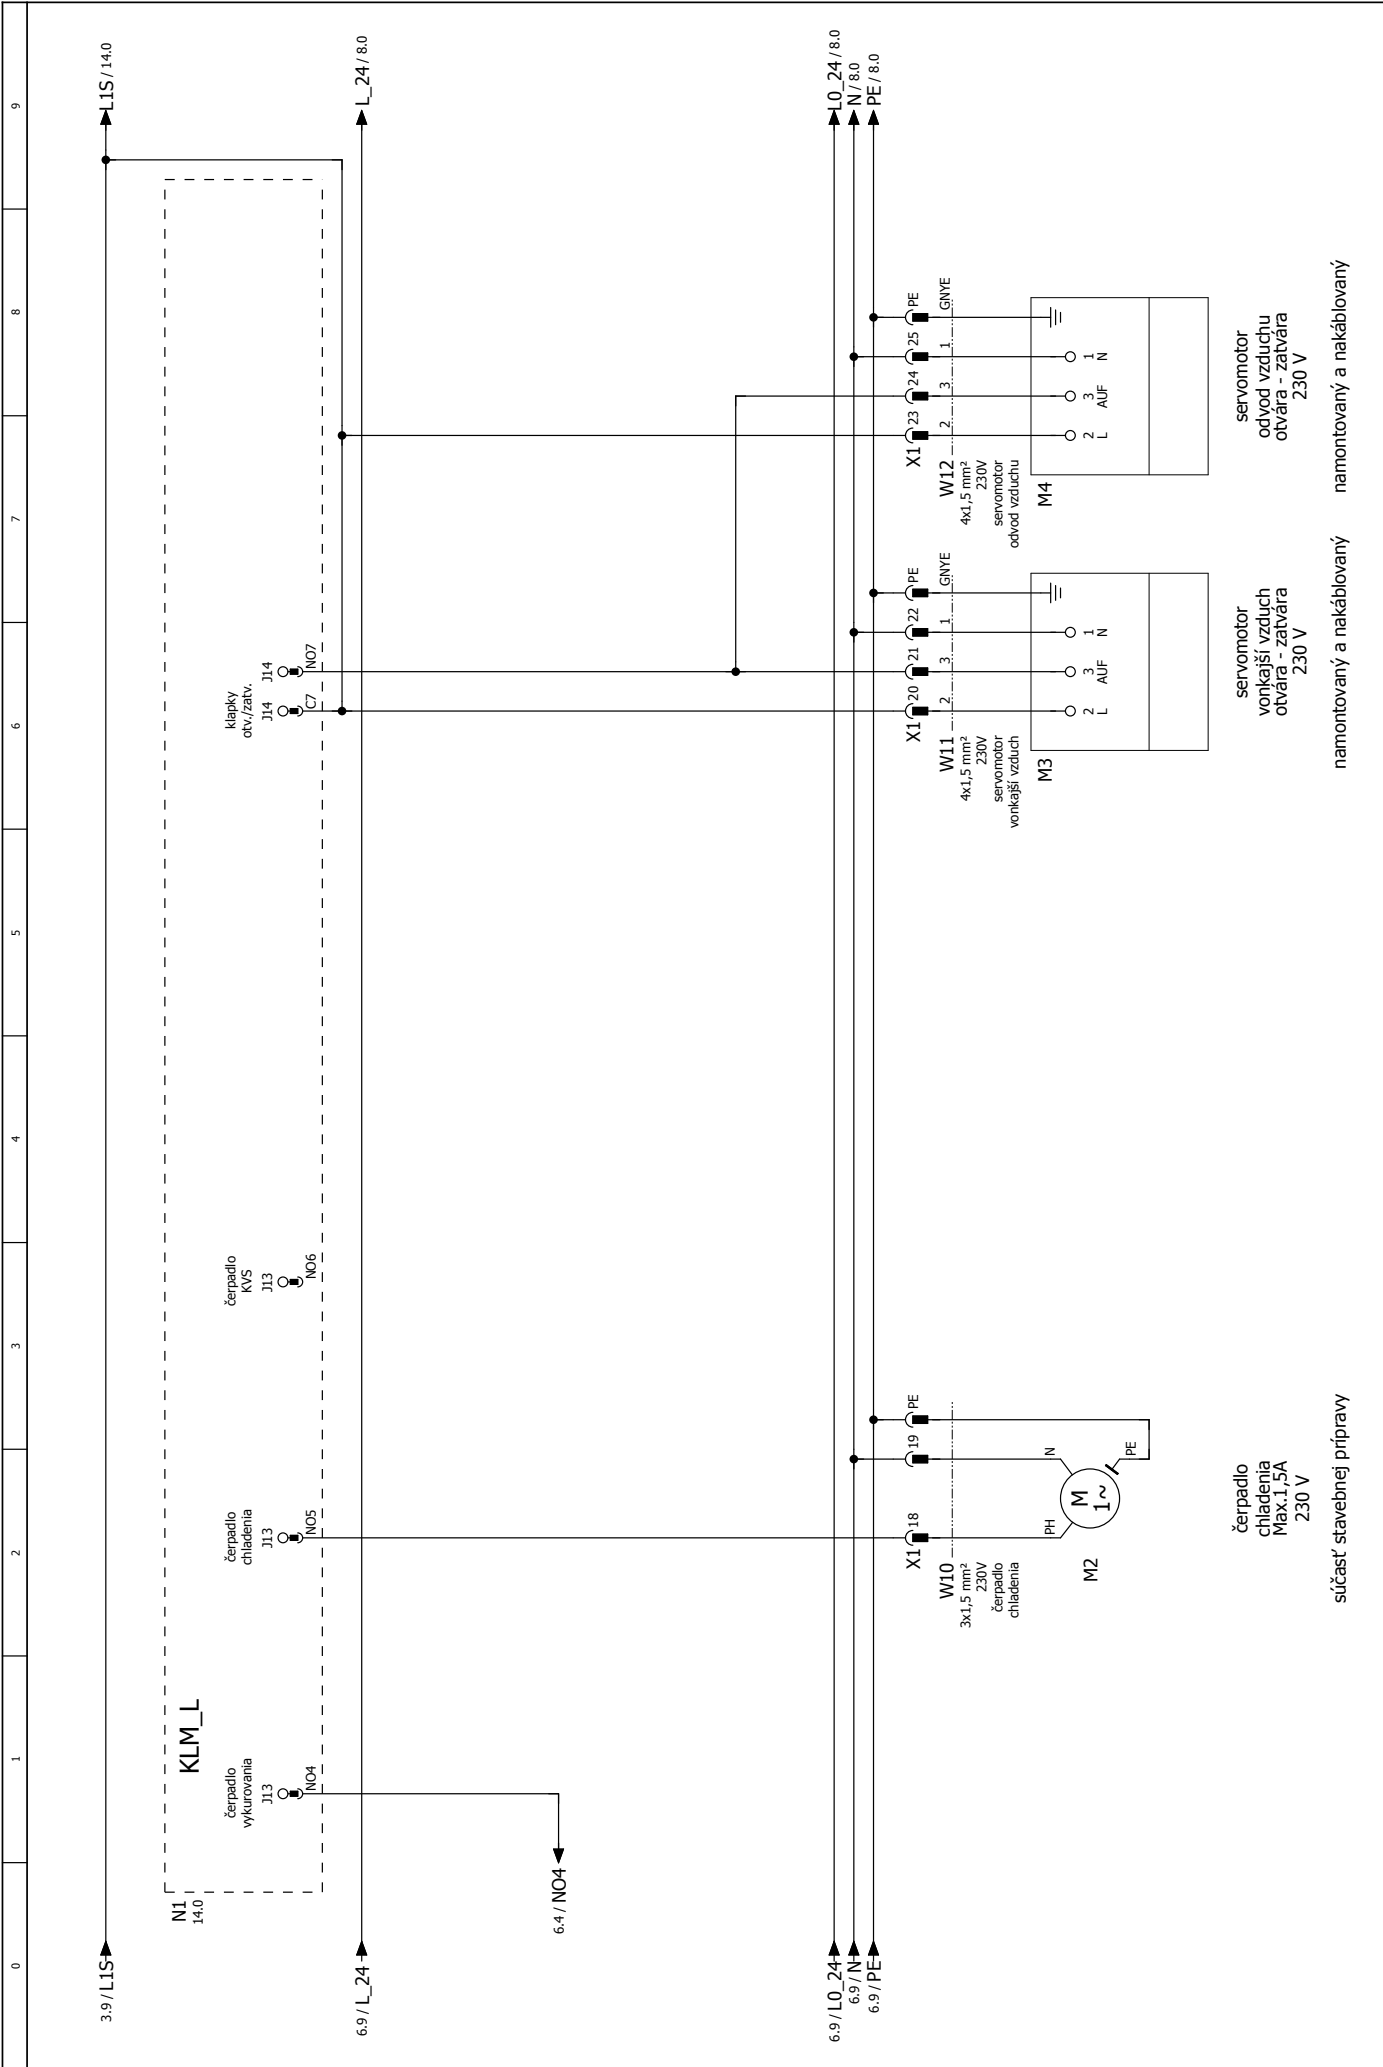 0
1
2
3
4
5
6
7
8
9
3.9 / L1S
L1S / 14.0
N1
14.0
KLM_L
čerpadlo
vykurovania
J13
NO4
čerpadlo
chladenia
J13
NO5
čerpadlo
KVS
J13
NO6
klapky
otv./zatv.
J14
C7
J14
NO7
6.9 / L_24
L_24 / 8.0
6.4 / NO4
6.9 / L0_24
L0_24 / 8.0
6.9 / N
N / 8.0
6.9 / PE
PE / 8.0
X1
18
19
PE
W10
3x1,5 mm²
230V
čerpadlo
chladenia
PH
N
M
1~
PE
M2
X1
20
21
22
PE
W11
2
3
1
GNYE
4x1,5 mm²
230V
servomotor
vonkajší vzduch
M3
2
3
1
L
AUF
N
X1
23
24
25
PE
W12
2
3
1
GNYE
4x1,5 mm²
230V
servomotor
odvod vzduchu
M4
2
3
1
L
AUF
N
čerpadlo
chladenia
Max.1,5A
230 V
súčasť stavebnej prípravy
servomotor
vonkajší vzduch
otvára - zatvára
230 V
namontovaný a nakáblovaný
servomotor
odvod vzduchu
otvára - zatvára
230 V
namontovaný a nakáblovaný